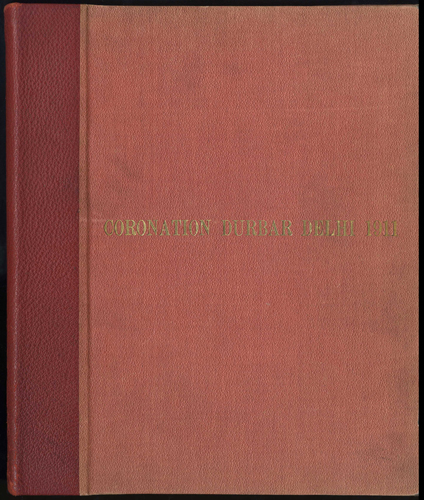 CORONATION DURBAR DELHI 1911